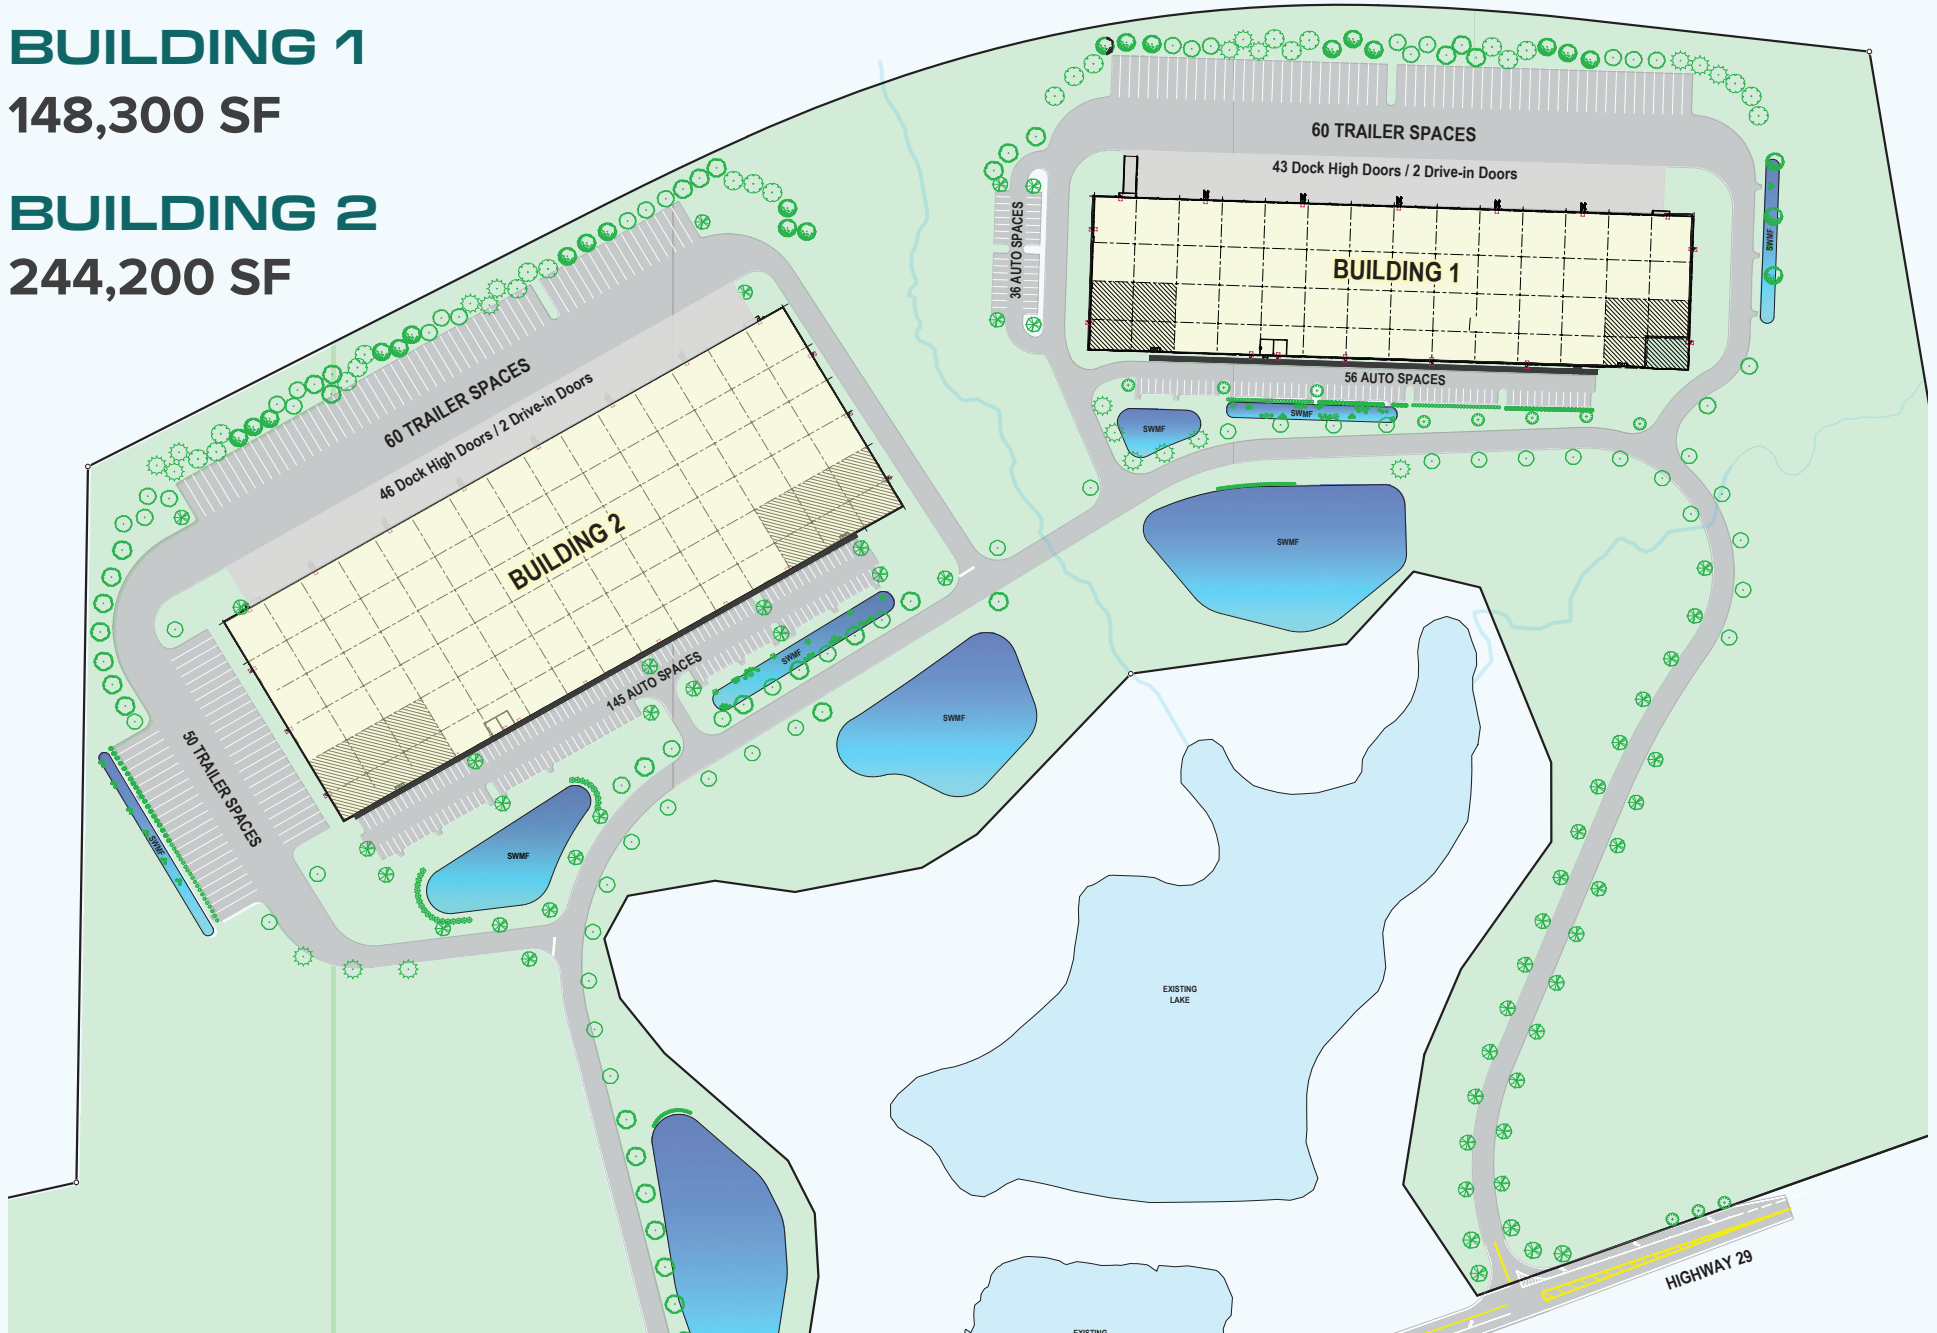 BUILDING 1
148,300 SF
BUILDING 2
244,200 SF
60 TRAILER SPACES
43 Dock High Doors / 2 Drive-in Doors
36 AUTO SPACES
BUILDING 1
SWMF
56 AUTO SPACES
SWMF
SWMF
60 TRAILER SPACES
46 Dock High Doors / 2 Drive-in Doors
BUILDING 2
SWMF
145 AUTO SPACES
SWMF
SWMF
50 TRAILER SPACES
SWMF
SWMF
EXISTING
LAKE
HIGHWAY 29
EXISTING